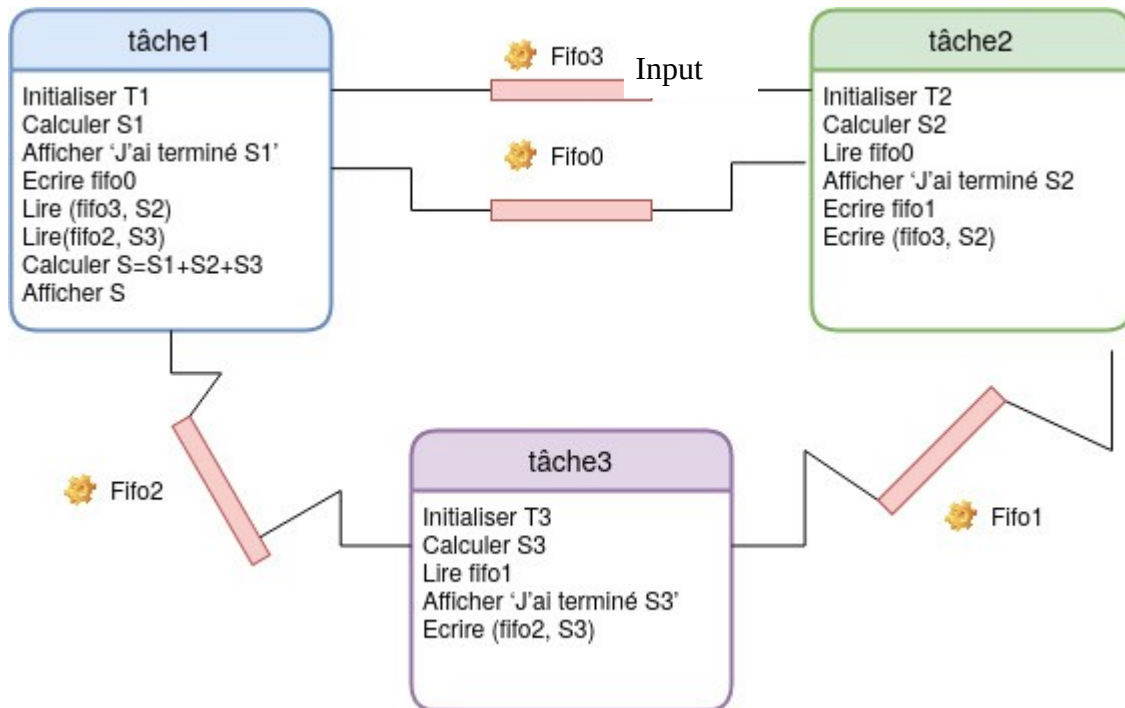 tâche1
Initialiser T1
Calculer S1
Afficher ‘J’ai terminé S1’
Ecrire fifo0
Lire (fifo3, S2)
Lire(fifo2, S3)
Calculer S=S1+S2+S3
Afficher S
Fifo3
Input
Fifo0
tâche2
Initialiser T2
Calculer S2
Lire fifo0
Afficher ‘J’ai terminé S2
Ecrire fifo1
Ecrire (fifo3, S2)
Fifo2
tâche3
Initialiser T3
Calculer S3
Lire fifo1
Afficher ‘J’ai terminé S3’
Ecrire (fifo2, S3)
Fifo1